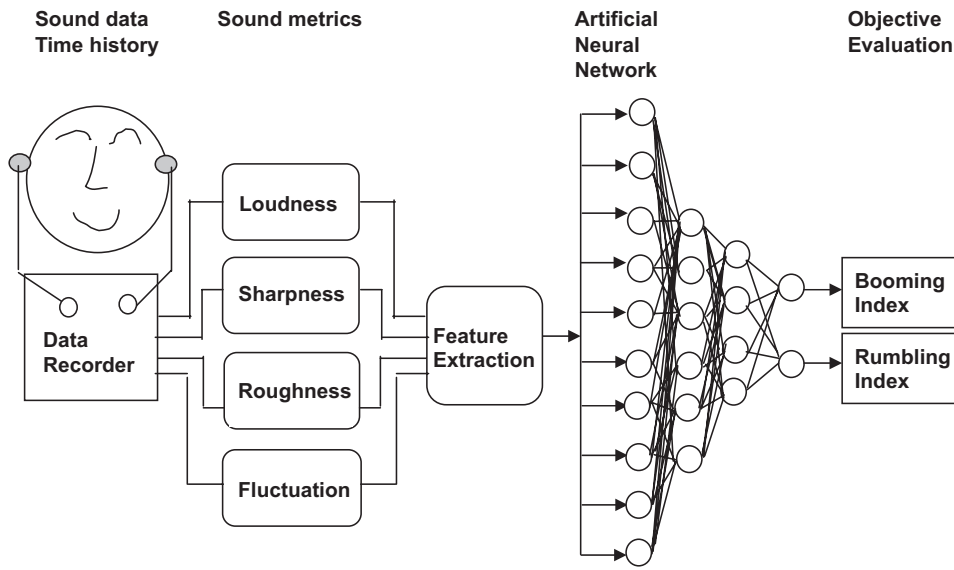 Sound data
Time history
Sound metrics
Artificial
Neural
Network
Objective
Evaluation
Loudness
Sharpness
Roughness
Fluctuation
Data
Recorder
Feature
Extraction
Booming
Index
Rumbling
Index